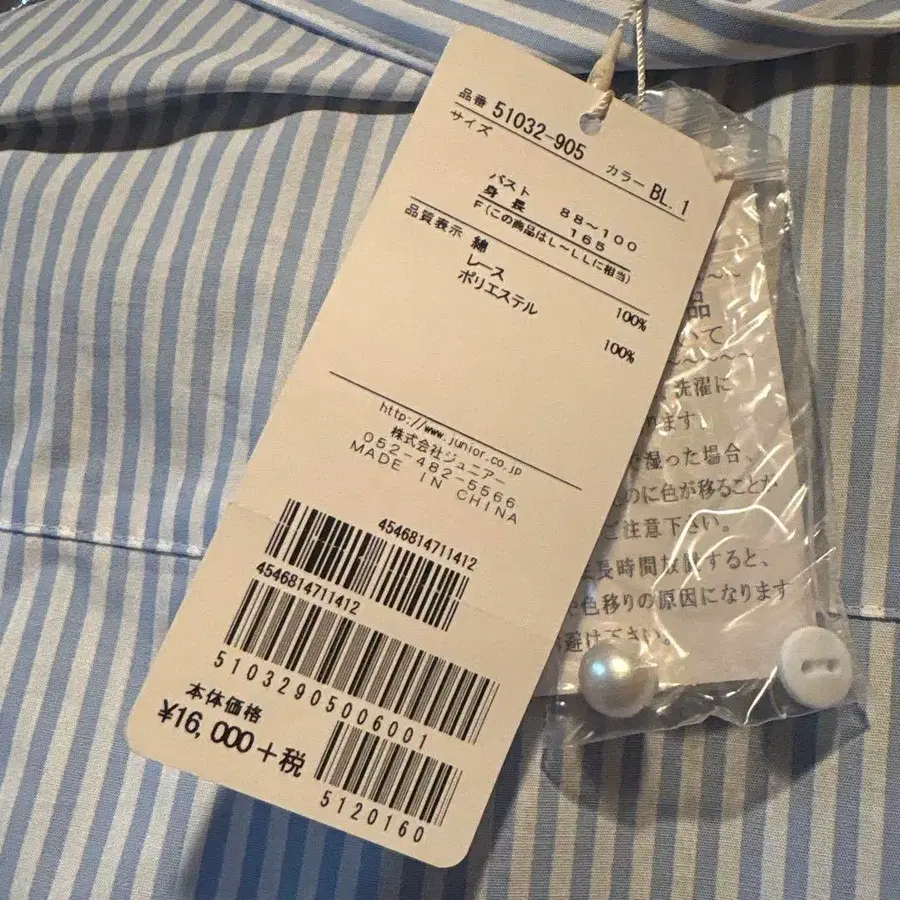 品番 51032-905 カラー BL.1
サイズ
バスト 88～100
身長 165
F(この商品はL～LLに相当)
品質表示 綿 100%
レース
ポリエステル 100%
http://www.junior.co.jp
株式会社ジュニアー
052-482-5566
MADE IN CHINA
4546814711412
4546814711412
51032905006001
本体価格
¥16,000+税
5120160
品
いて
洗濯に
ります.
湿った場合、
のに色が移ることが
ご注意下さい。
長時間放置すると、
色移りの原因になります
避け下さい。